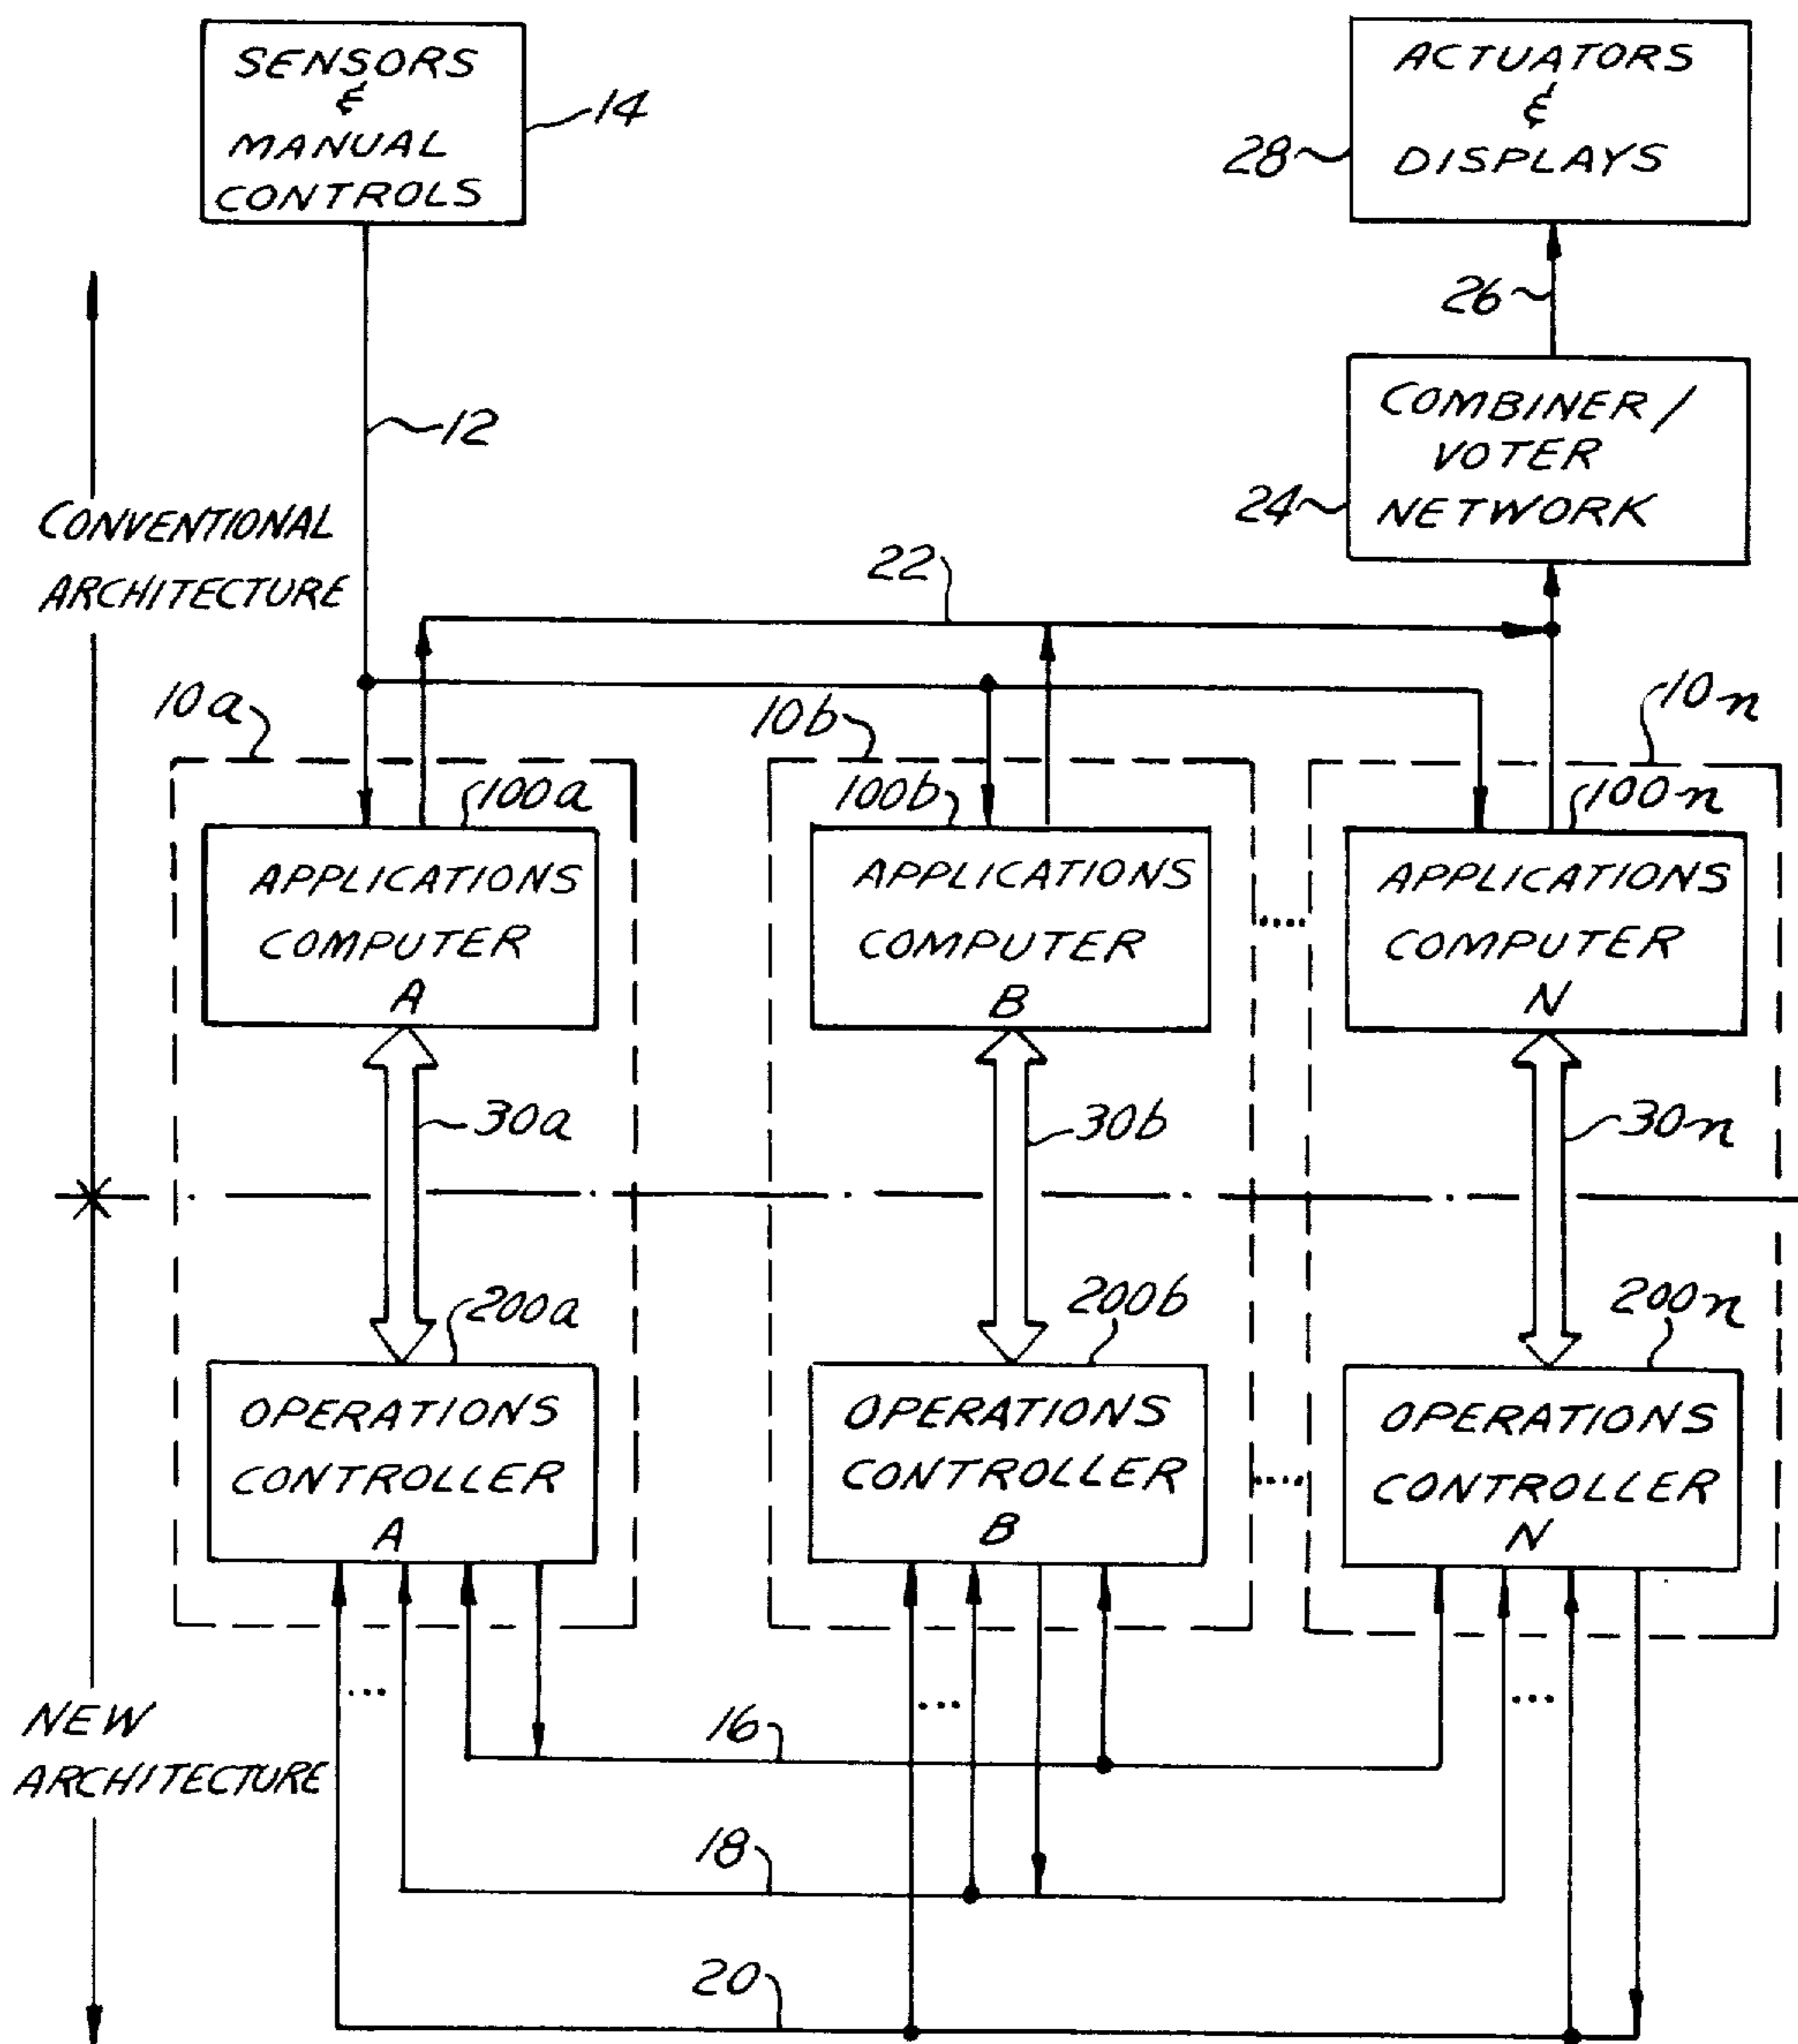 SENSORS
&
MANUAL
CONTROLS
14
ACTUATORS
&
DISPLAYS
28
26
12
COMBINER/
VOTER
NETWORK
24
CONVENTIONAL
ARCHITECTURE
22
10a
10b
10n
100a
100b
100n
APPLICATIONS
COMPUTER
A
APPLICATIONS
COMPUTER
B
APPLICATIONS
COMPUTER
N
....
30a
30b
30n
200a
200b
200n
OPERATIONS
CONTROLLER
A
OPERATIONS
CONTROLLER
B
OPERATIONS
CONTROLLER
N
....
...
...
...
NEW
ARCHITECTURE
16
18
20